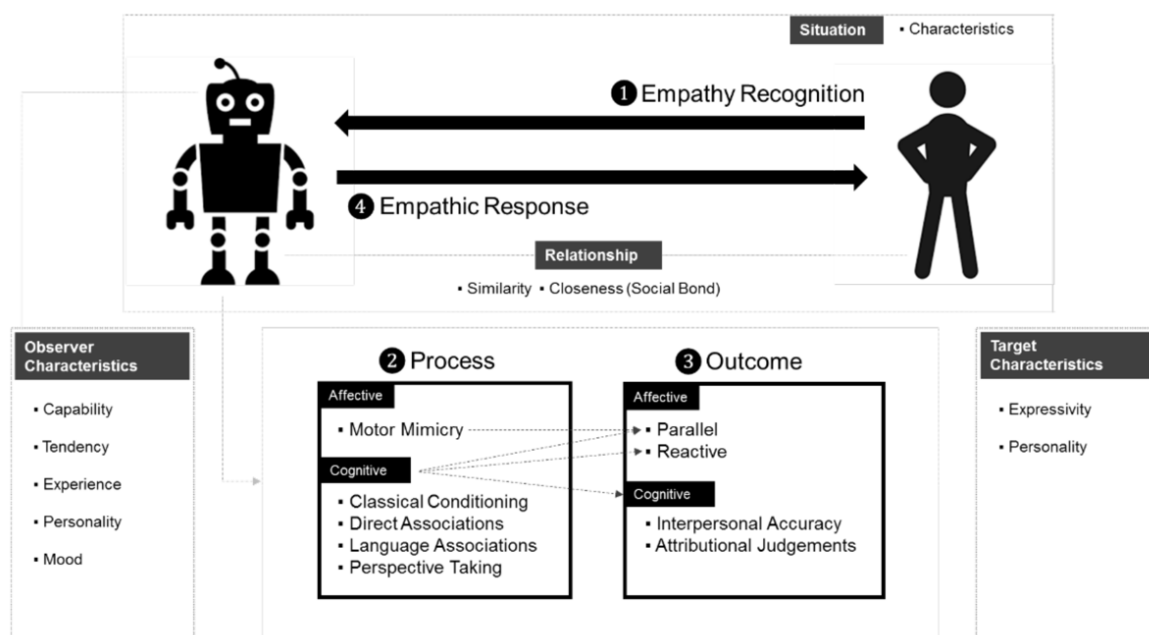 Situation ▪ Characteristics
❶ Empathy Recognition
❹ Empathic Response
Relationship
▪ Similarity ▪ Closeness (Social Bond)
Observer
Characteristics
▪ Capability
▪ Tendency
▪ Experience
▪ Personality
▪ Mood
❷ Process
Affective
▪ Motor Mimicry
Cognitive
▪ Classical Conditioning
▪ Direct Associations
▪ Language Associations
▪ Perspective Taking
❸ Outcome
Affective
▪ Parallel
▪ Reactive
Cognitive
▪ Interpersonal Accuracy
▪ Attributional Judgements
Target
Characteristics
▪ Expressivity
▪ Personality